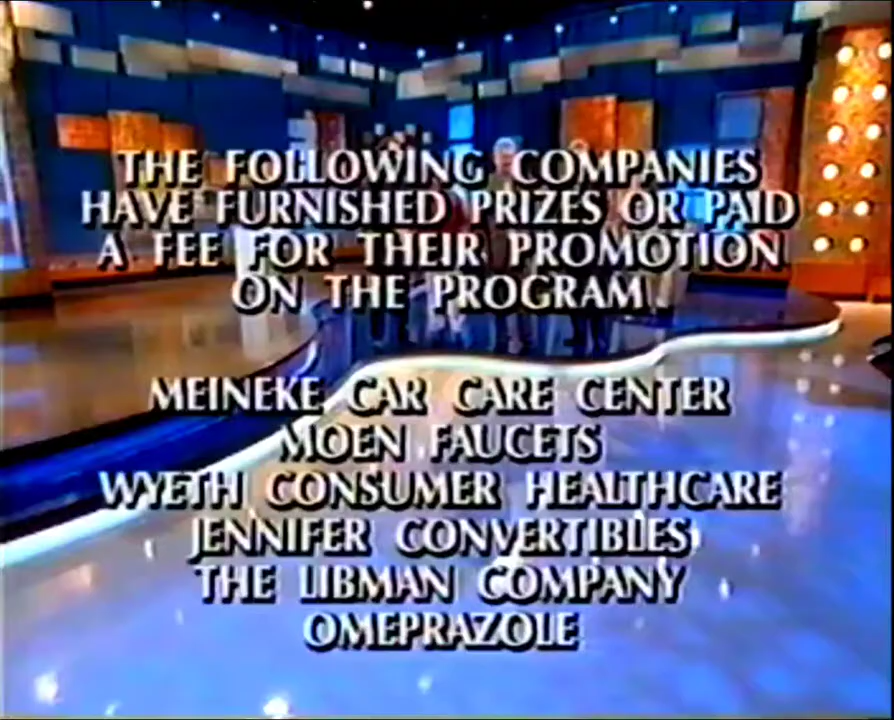 THE FOLLOWING COMPANIES
HAVE FURNISHED PRIZES OR PAID
A FEE FOR THEIR PROMOTION
ON THE PROGRAM.
MEINEKE CAR CARE CENTER
MOEN FAUCETS
WYETH CONSUMER HEALTHCARE
JENNIFER CONVERTIBLES
THE LIBMAN COMPANY
OMEPRAZOLE